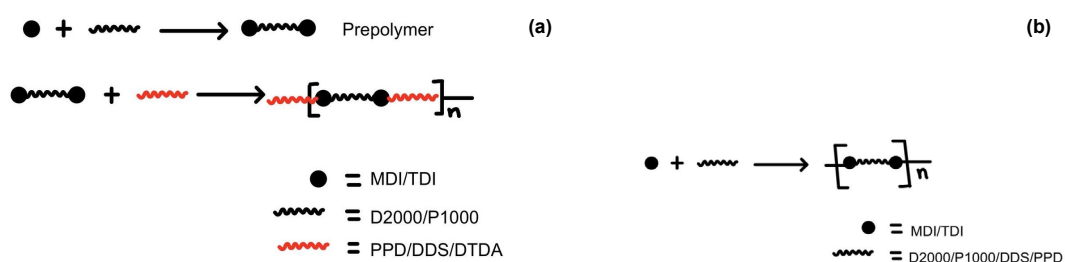 (a)
+ Prepolymer
+ n
= MDI/TDI
= D2000/P1000
= PPD/DDS/DTDA
(b)
+ n
= MDI/TDI
= D2000/P1000/DDS/PPD